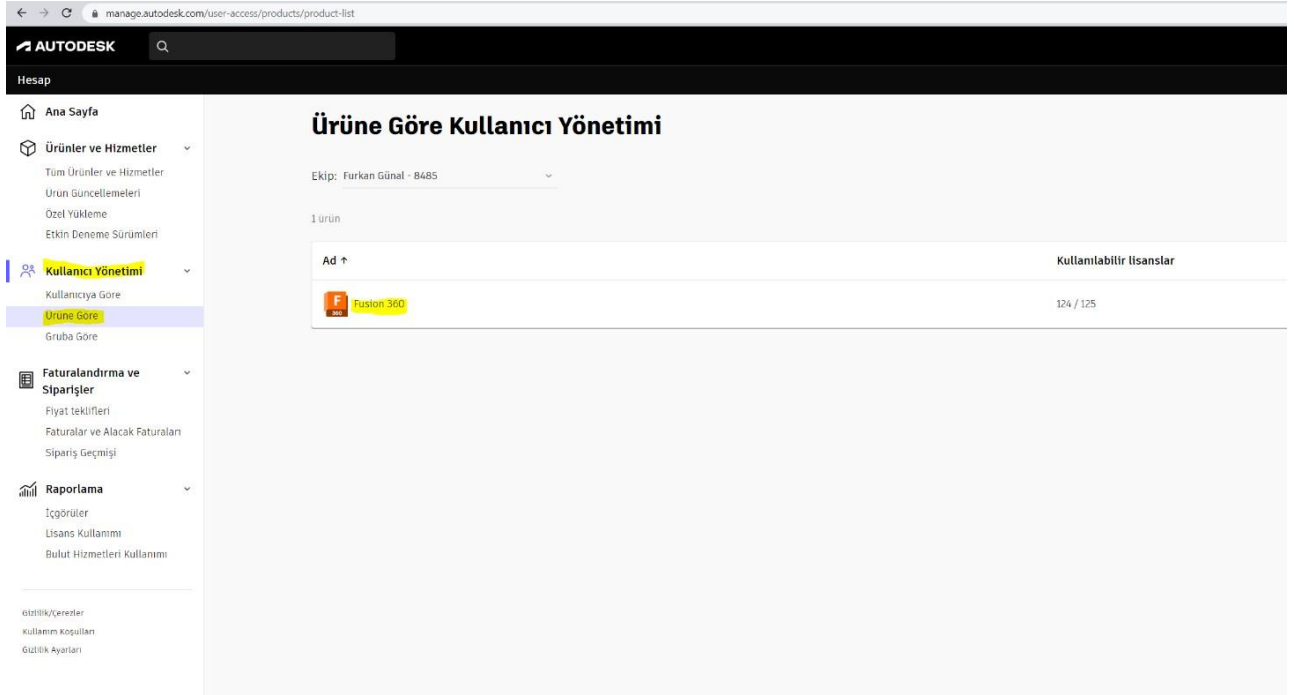 manage.autodesk.com/user-access/products/product-list
AUTODESK
Hesap
Ana Sayfa
Ürünler ve Hizmetler
Tüm Ürünler ve Hizmetler
Ürün Güncellemeleri
Özel Yükleme
Etkin Deneme Sürümleri
Kullanıcı Yönetimi
Kullanıcıya Göre
Ürüne Göre
Gruba Göre
Faturalandırma ve
Siparişler
Fiyat teklifleri
Faturalar ve Alacak Faturaları
Sipariş Geçmişi
Raporlama
İçgörüler
Lisans Kullanımı
Bulut Hizmetleri Kullanımı
Gizlilik/Çerezler
Kullanım Koşulları
Gizlilik Ayarları
Ürüne Göre Kullanıcı Yönetimi
Ekip: Furkan Günal - 8485
1 ürün
Ad ↑ Kullanılabilir lisanslar
F 360 Fusion 360 124 / 125